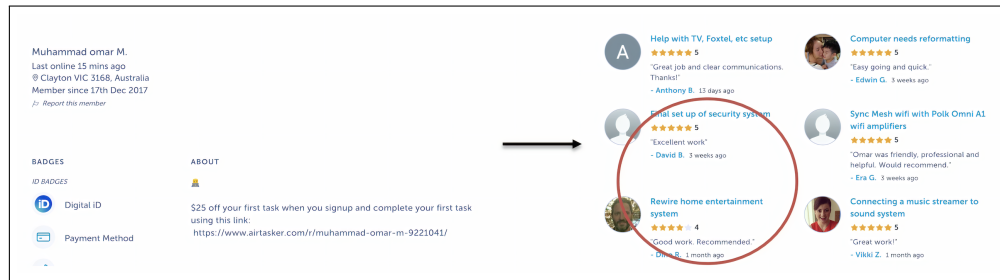 Muhammad omar M.
Last online 15 mins ago
Clayton VIC 3168, Australia
Member since 17th Dec 2017
Report this member
BADGES
ID BADGES
iD
Digital iD
Payment Method
ABOUT
$25 off your first task when you signup and complete your first task
using this link:
https://www.airtasker.com/r/muhammad-omar-m-9221041/
A
Help with TV, Foxtel, etc setup
5
"Great job and clear communications.
Thanks!"
- Anthony B. 13 days ago
Computer needs reformatting
5
"Easy going and quick."
- Edwin G. 3 weeks ago
Final set up of security system
5
"Excellent work"
- David B. 3 weeks ago
Sync Mesh wifi with Polk Omni A1
wifi amplifiers
5
"Omar was friendly, professional and
helpful. Would recommend."
- Era G. 3 weeks ago
Rewire home entertainment
system
4
"Good work. Recommended."
- Dino R. 1 month ago
Connecting a music streamer to
sound system
5
"Great work!"
- Vikki Z. 1 month ago